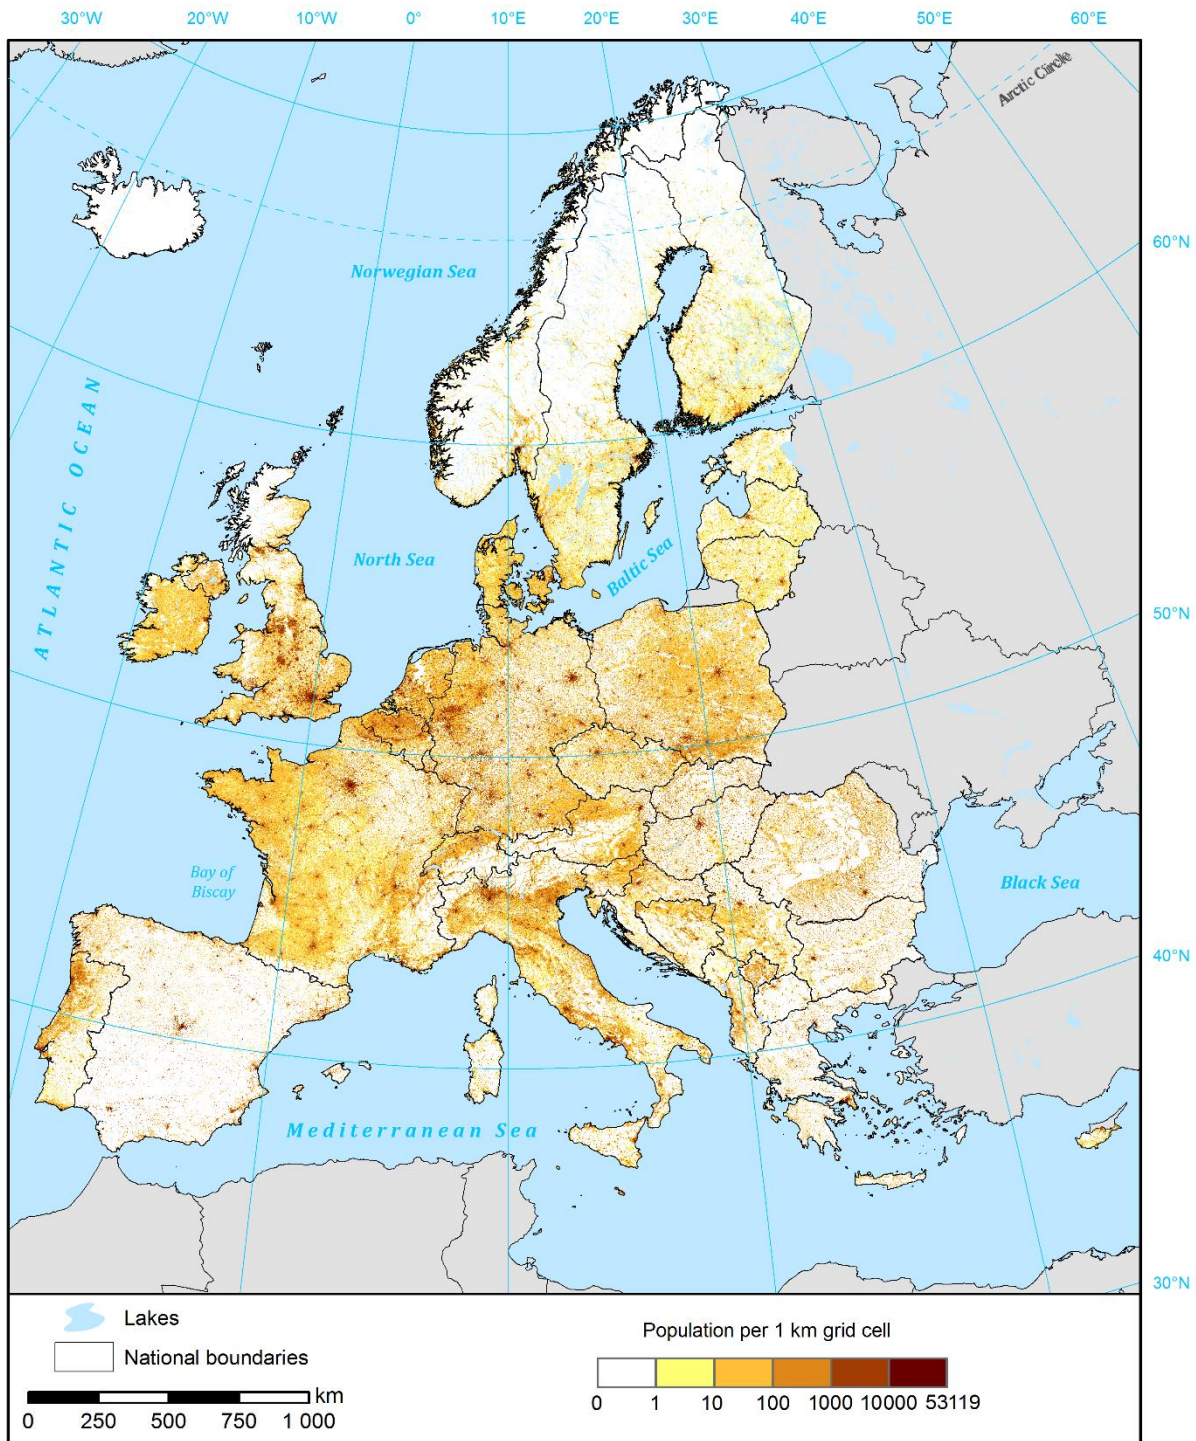 30°W 20°W 10°W 0° 10°E 20°E 30°E 40°E 50°E 60°E
Arctic Circle
60°N
Norwegian Sea
ATLANTIC OCEAN
North Sea
Baltic Sea
50°N
Bay of
Biscay
Black Sea
40°N
Mediterranean Sea
30°N
Lakes
National boundaries
km
0 250 500 750 1 000
Population per 1 km grid cell
0 1 10 100 1000 10000 53119